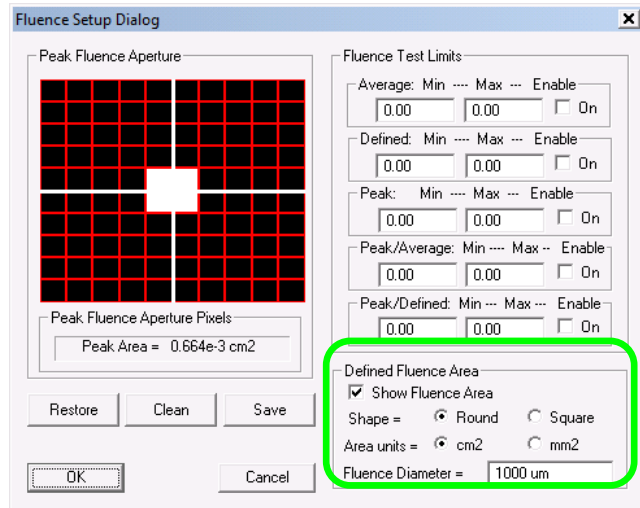 Fluence Setup Dialog
Peak Fluence Aperture
Peak Fluence Aperture Pixels
Peak Area = 0.664e-3 cm2
Restore Clean Save
OK Cancel
Fluence Test Limits
Average: Min ---- Max --- Enable
0.00 0.00 On
Defined: Min ---- Max --- Enable
0.00 0.00 On
Peak: Min ---- Max --- Enable
0.00 0.00 On
Peak/Average: Min ---- Max -- Enable
0.00 0.00 On
Peak/Defined: Min --- Max --- Enable
0.00 0.00 On
Defined Fluence Area
Show Fluence Area
Shape = Round Square
Area units = cm2 mm2
Fluence Diameter = 1000 um